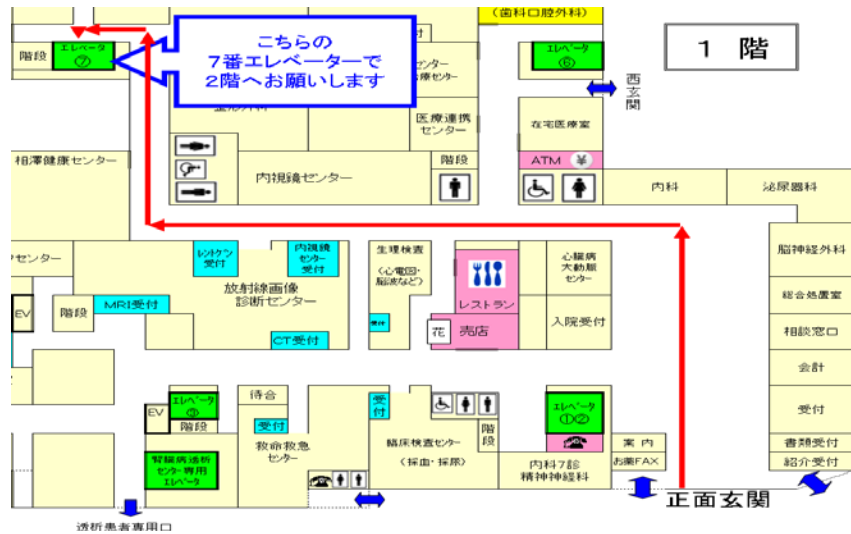 (歯科口腔外科)
1 階
こちらの
7番エレベーターで
2階へお願いします
階段
エレベータ
⑦
エレベータ
⑥
西玄関
医療連携
センター
在宅医療室
相澤健康センター
内視鏡センター
階段
ATM ¥
内科
泌尿器科
脳神経外科
総合処置室
相談窓口
会計
受付
書類受付
紹介受付
レントゲン
受付
内視鏡
センター
受付
放射線画像
診断センター
生理検査
(心電図・
脳波など)
受付
レストラン
花
売店
心臓病
大動脈
センター
入院受付
EV
階段
MRI受付
CT受付
エレベータ
③
EV
階段
待合
受付
救命救急
センター
腎臓病透析
センター専用
エレベータ
受付
臨床検査センター
(採血・採尿)
階段
エレベータ
①②
内科7診
精神神経科
案内
お薬FAX
正面玄関
透析患者専用口